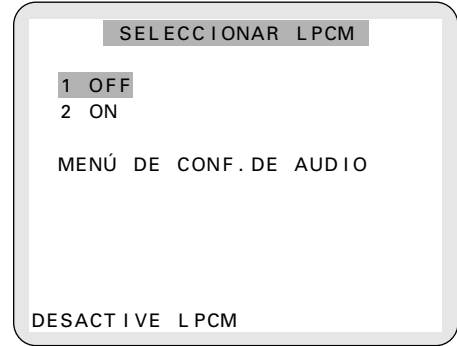 SELECCIONAR LPCM
1 OFF
2 ON
MENÚ DE CONF.DE AUDIO
DESACTIVE LPCM